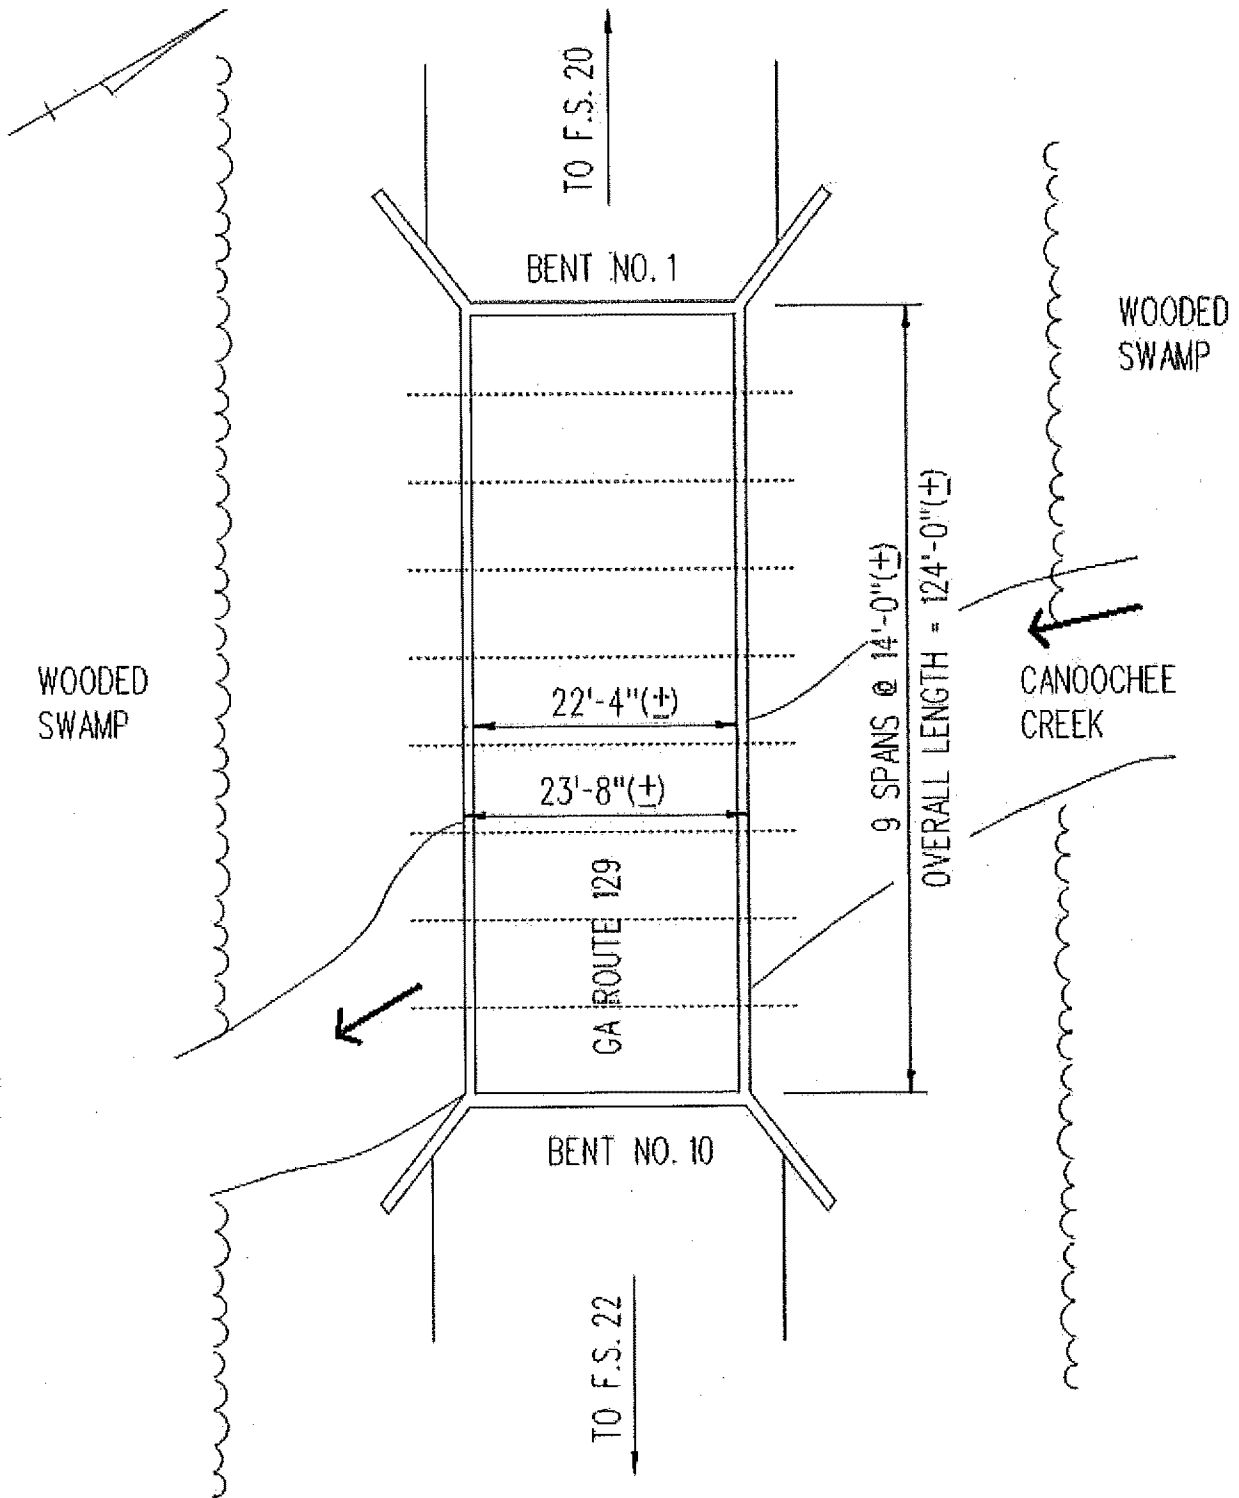 TO F.S. 20
BENT NO. 1
WOODED
SWAMP
9 SPANS @ 14'-0"(±)
OVERALL LENGTH = 124'-0"(±)
WOODED
SWAMP
22'-4"(±)
CANOOCHEE
CREEK
23'-8"(±)
GA ROUTE 129
BENT NO. 10
TO F.S. 22